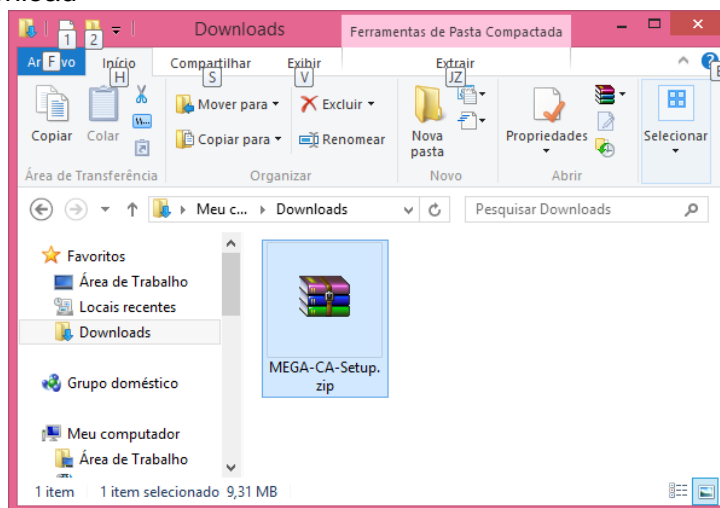 1 2 Downloads Ferramentas de Pasta Compactada
Ar F vo Início Compartilhar Exibir Extrair
H S V JZ E
Copiar Colar W... Mover para Excluir Nova pasta Propriedades Selecionar
Copiar para Renomear
Área de Transferência Organizar Novo Abrir
Meu c... Downloads Pesquisar Downloads
Favoritos
Área de Trabalho
Locais recentes
Downloads
MEGA-CA-Setup.
zip
Grupo doméstico
Meu computador
Área de Trabalho
1 item 1 item selecionado 9,31 MB